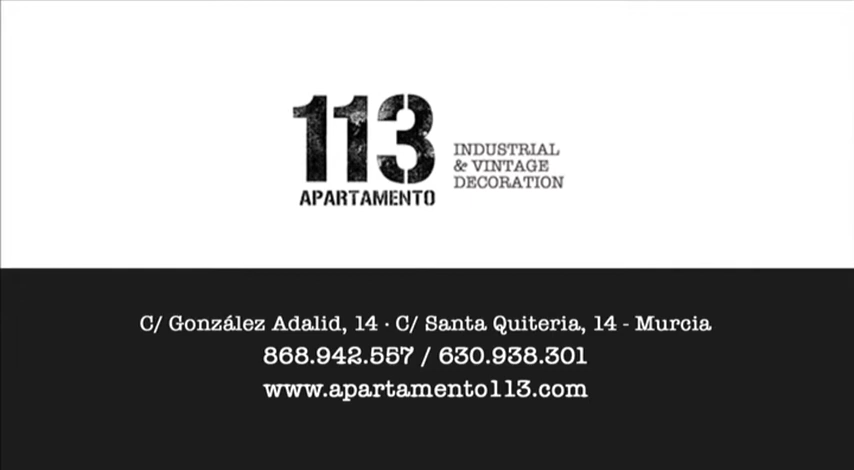 113
APARTAMENTO
INDUSTRIAL
& VINTAGE
DECORATION
C/ González Adalid, 14 · C/ Santa Quiteria, 14 - Murcia
868.942.557 / 630.938.301
www.apartamento113.com